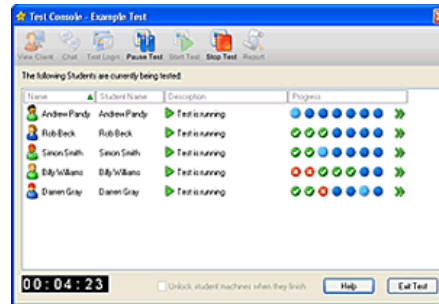 Test Console - Example Test
View Client Chat Test Login Pause Test Start Test Stop Test Report
The following Students are currently being tested
Name Student Name Description Progress
Andrew Pandy Andrew Pandy Test is running
Rob Beck Rob Beck Test is running
Simon Smith Simon Smith Test is running
Billy Williams Billy Williams Test is running
Darren Gray Darren Gray Test is running
00:04:23 Unlock student machines when they finish Help Exit Test